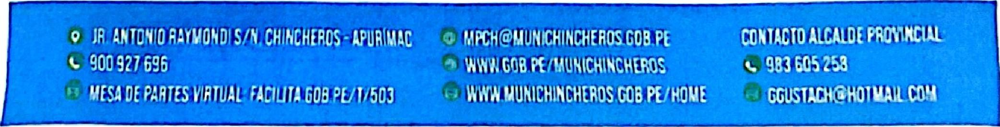 JR. ANTONIO RAYMONDI S/N. CHINCHEROS - APURÍMAC
900 927 696
MESA DE PARTES VIRTUAL: FACILITA.GOB.PE/T/503
MPCH@MUNICHINCHEROS.GOB.PE
WWW.GOB.PE/MUNICHINCHEROS
WWW.MUNICHINCHEROS.GOB.PE/HOME
CONTACTO ALCALDE PROVINCIAL
983 605 258
GGUSTACH@HOTMAIL.COM